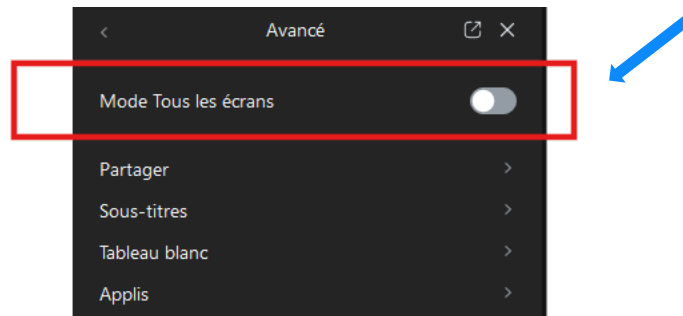 Avancé
Mode Tous les écrans
Partager
Sous-titres
Tableau blanc
Applis